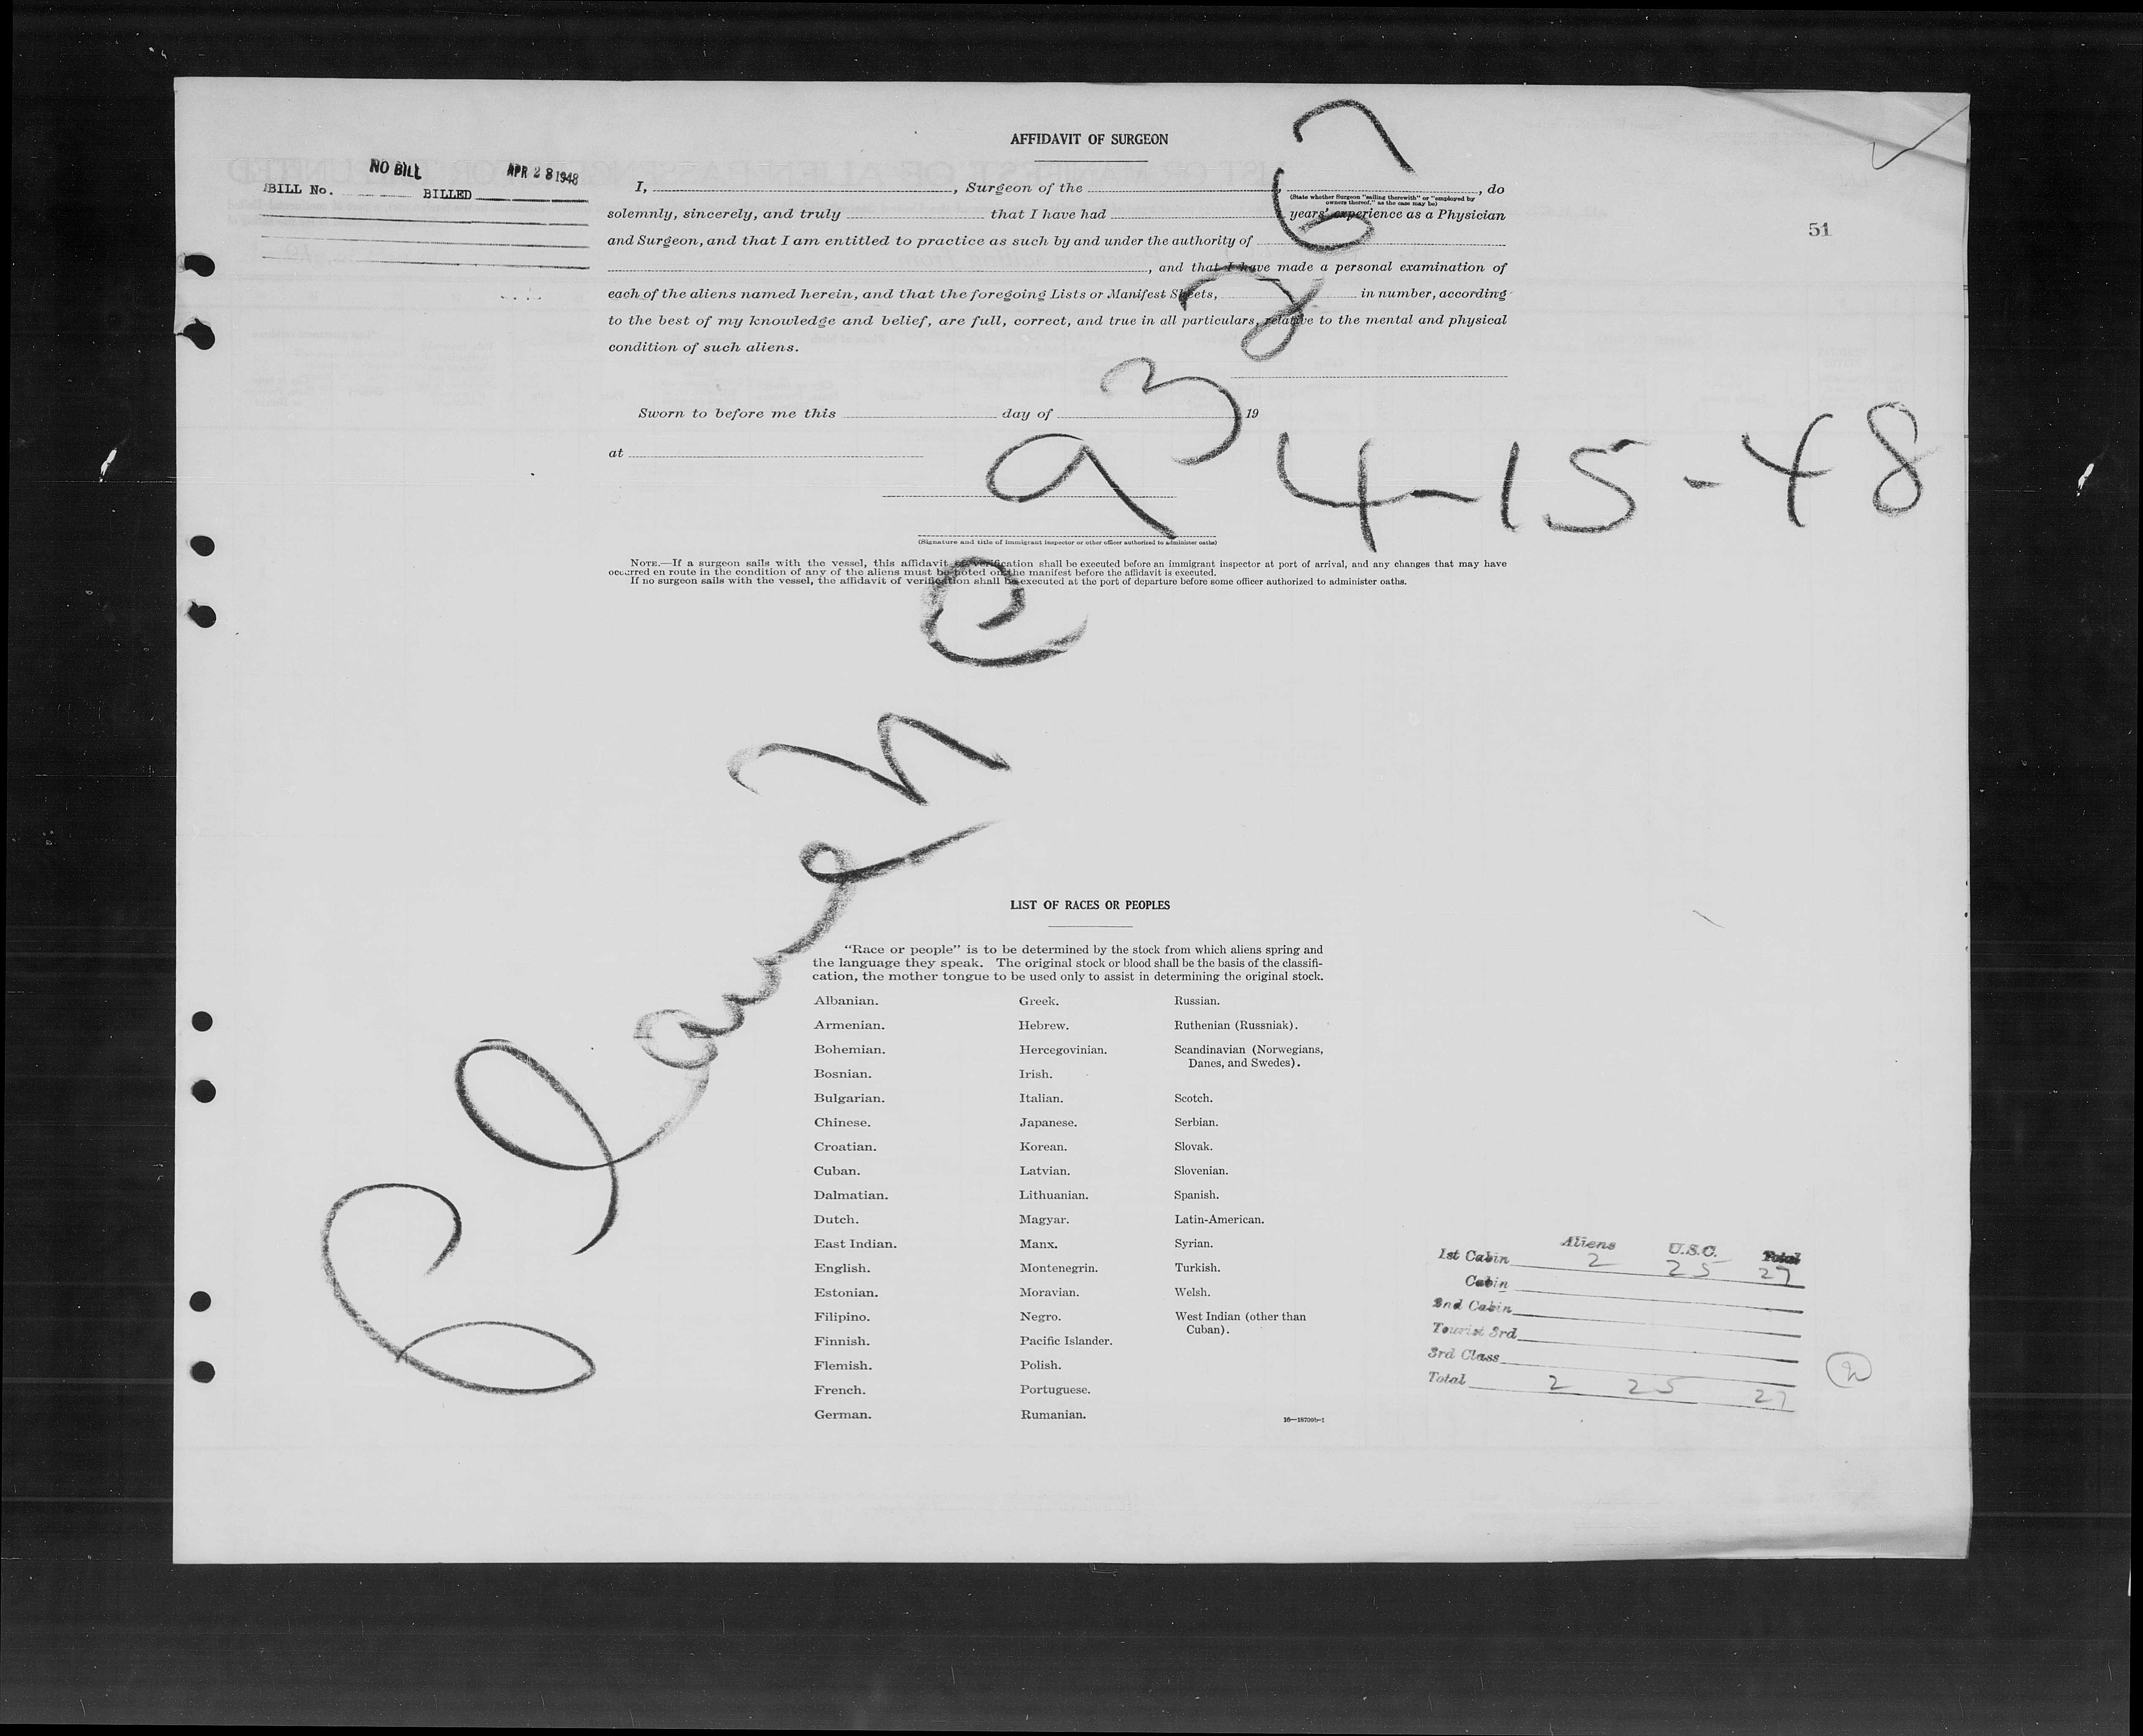 AFFIDAVIT OF SURGEON
NO BILL APR 28 1948
BILL No. BILLED
I, , Surgeon of the , , do
(State whether Surgeon "sailing therewith" or "employed by
owners thereof," as the case may be)
solemnly, sincerely, and truly that I have had years' experience as a Physician
and Surgeon, and that I am entitled to practice as such by and under the authority of
51
, and that I have made a personal examination of
each of the aliens named herein, and that the foregoing Lists or Manifest Sheets, in number, according
to the best of my knowledge and belief, are full, correct, and true in all particulars, relative to the mental and physical
condition of such aliens.
Sworn to before me this day of 19
at
4-15-48
(Signature and title of immigrant inspector or other officer authorized to administer oaths)
NOTE.—If a surgeon sails with the vessel, this affidavit of verification shall be executed before an immigrant inspector at port of arrival, and any changes that may have
occurred en route in the condition of any of the aliens must be noted on the manifest before the affidavit is executed.
If no surgeon sails with the vessel, the affidavit of verification shall be executed at the port of departure before some officer authorized to administer oaths.
Plane NC 93267
LIST OF RACES OR PEOPLES
"Race or people" is to be determined by the stock from which aliens spring and
the language they speak. The original stock or blood shall be the basis of the classifi-
cation, the mother tongue to be used only to assist in determining the original stock.
Albanian.
Armenian.
Bohemian.
Bosnian.
Bulgarian.
Chinese.
Croatian.
Cuban.
Dalmatian.
Dutch.
East Indian.
English.
Estonian.
Filipino.
Finnish.
Flemish.
French.
German.
Greek.
Hebrew.
Hercegovinian.
Irish.
Italian.
Japanese.
Korean.
Latvian.
Lithuanian.
Magyar.
Manx.
Montenegrin.
Moravian.
Negro.
Pacific Islander.
Polish.
Portuguese.
Rumanian.
Russian.
Ruthenian (Russniak).
Scandinavian (Norwegians,
Danes, and Swedes).
Scotch.
Serbian.
Slovak.
Slovenian.
Spanish.
Latin-American.
Syrian.
Turkish.
Welsh.
West Indian (other than
Cuban).
16—18709b-1
Aliens U.S.C. Total
1st Cabin 2 25 27
Cabin
2nd Cabin
Tourist 3rd
3rd Class
Total 2 25 27